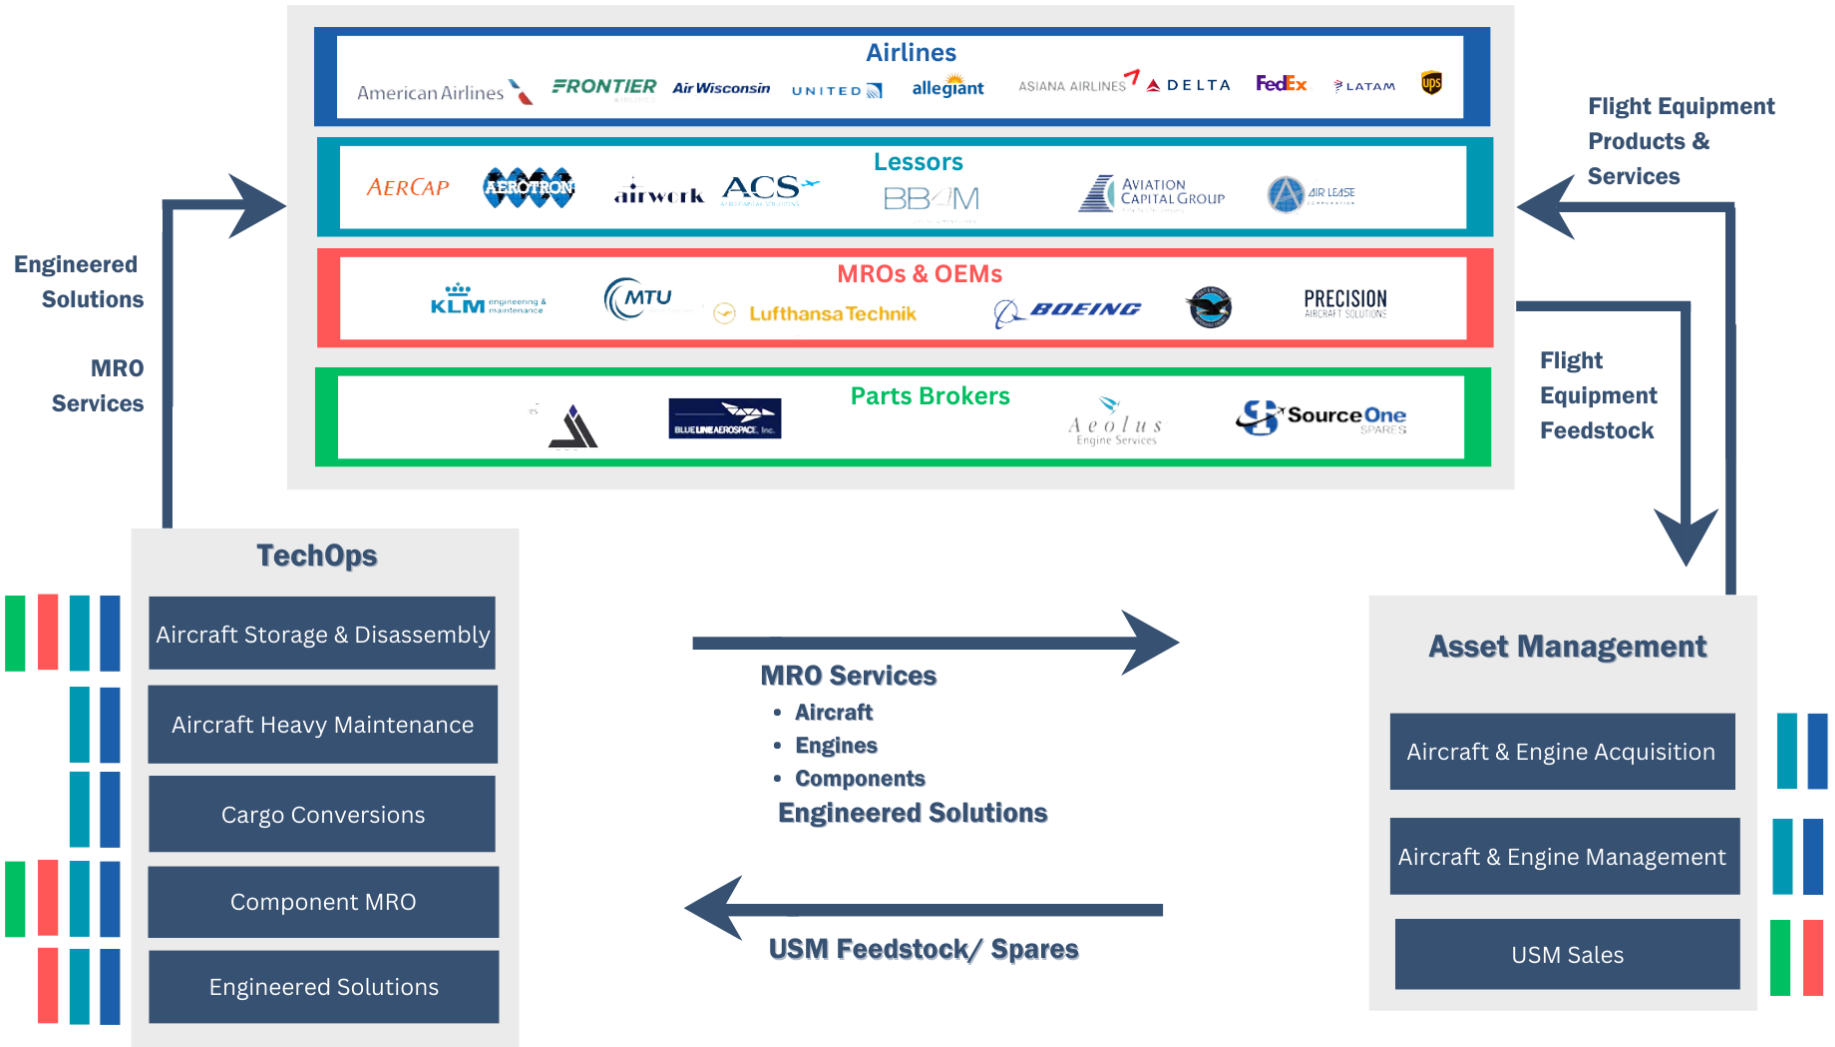 Airlines
American Airlines
FRONTIER
Air Wisconsin
UNITED
allegiant
ASIANA AIRLINES
DELTA
FedEx
LATAM
ups
Lessors
AERCAP
AEROTRON
airwork
ACS
BBAM
AVIATION
CAPITAL GROUP
AIR LEASE
CORPORATION
MROs & OEMs
KLM engineering &
maintenance
MTU
Lufthansa Technik
BOEING
PRECISION
AIRCRAFT SOLUTIONS
Parts Brokers
BLUE LINE AEROSPACE, Inc.
Aeolus
Engine Services
SourceOne
SPARES
Engineered
Solutions
MRO
Services
Flight Equipment
Products &
Services
Flight
Equipment
Feedstock
TechOps
Aircraft Storage & Disassembly
Aircraft Heavy Maintenance
Cargo Conversions
Component MRO
Engineered Solutions
MRO Services
• Aircraft
• Engines
• Components
Engineered Solutions
USM Feedstock/ Spares
Asset Management
Aircraft & Engine Acquisition
Aircraft & Engine Management
USM Sales